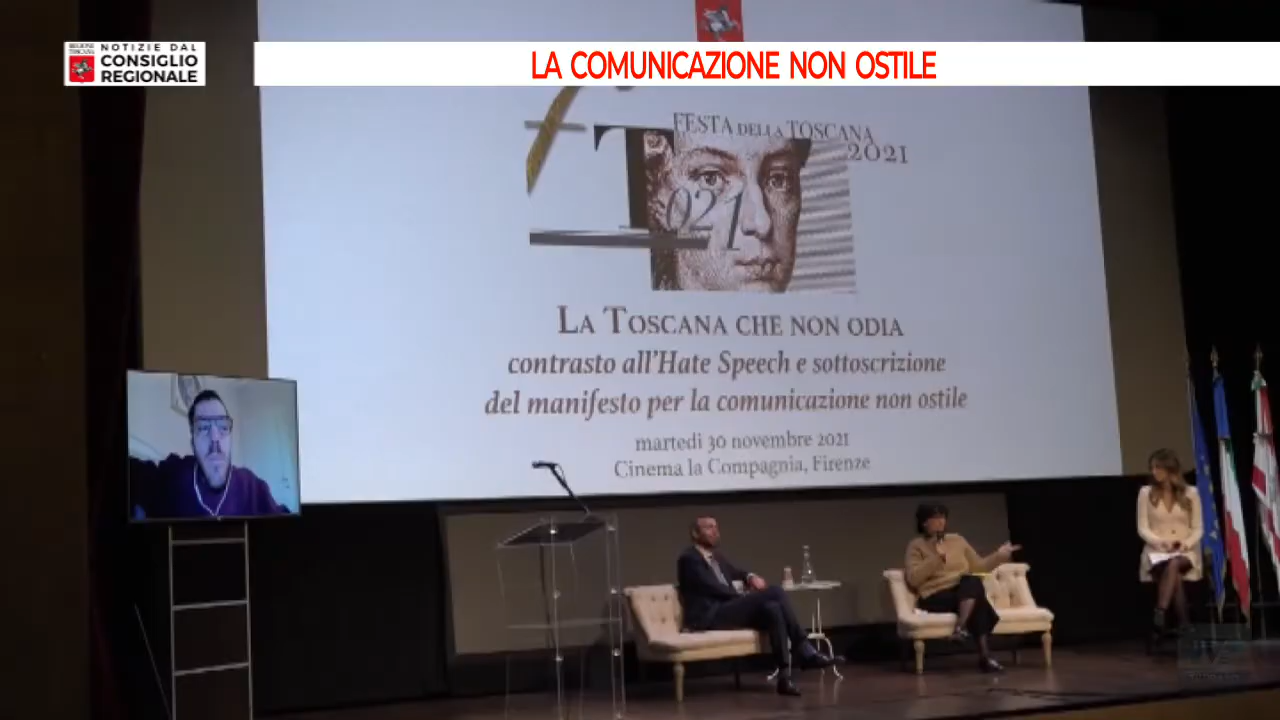 REGIONE TOSCANA
NOTIZIE DAL
CONSIGLIO
REGIONALE
LA COMUNICAZIONE NON OSTILE
FESTA DELLA TOSCANA
2021
T
021
LA TOSCANA CHE NON ODIA
contrasto all'Hate Speech e sottoscrizione
del manifesto per la comunicazione non ostile
martedì 30 novembre 2021
Cinema la Compagnia, Firenze